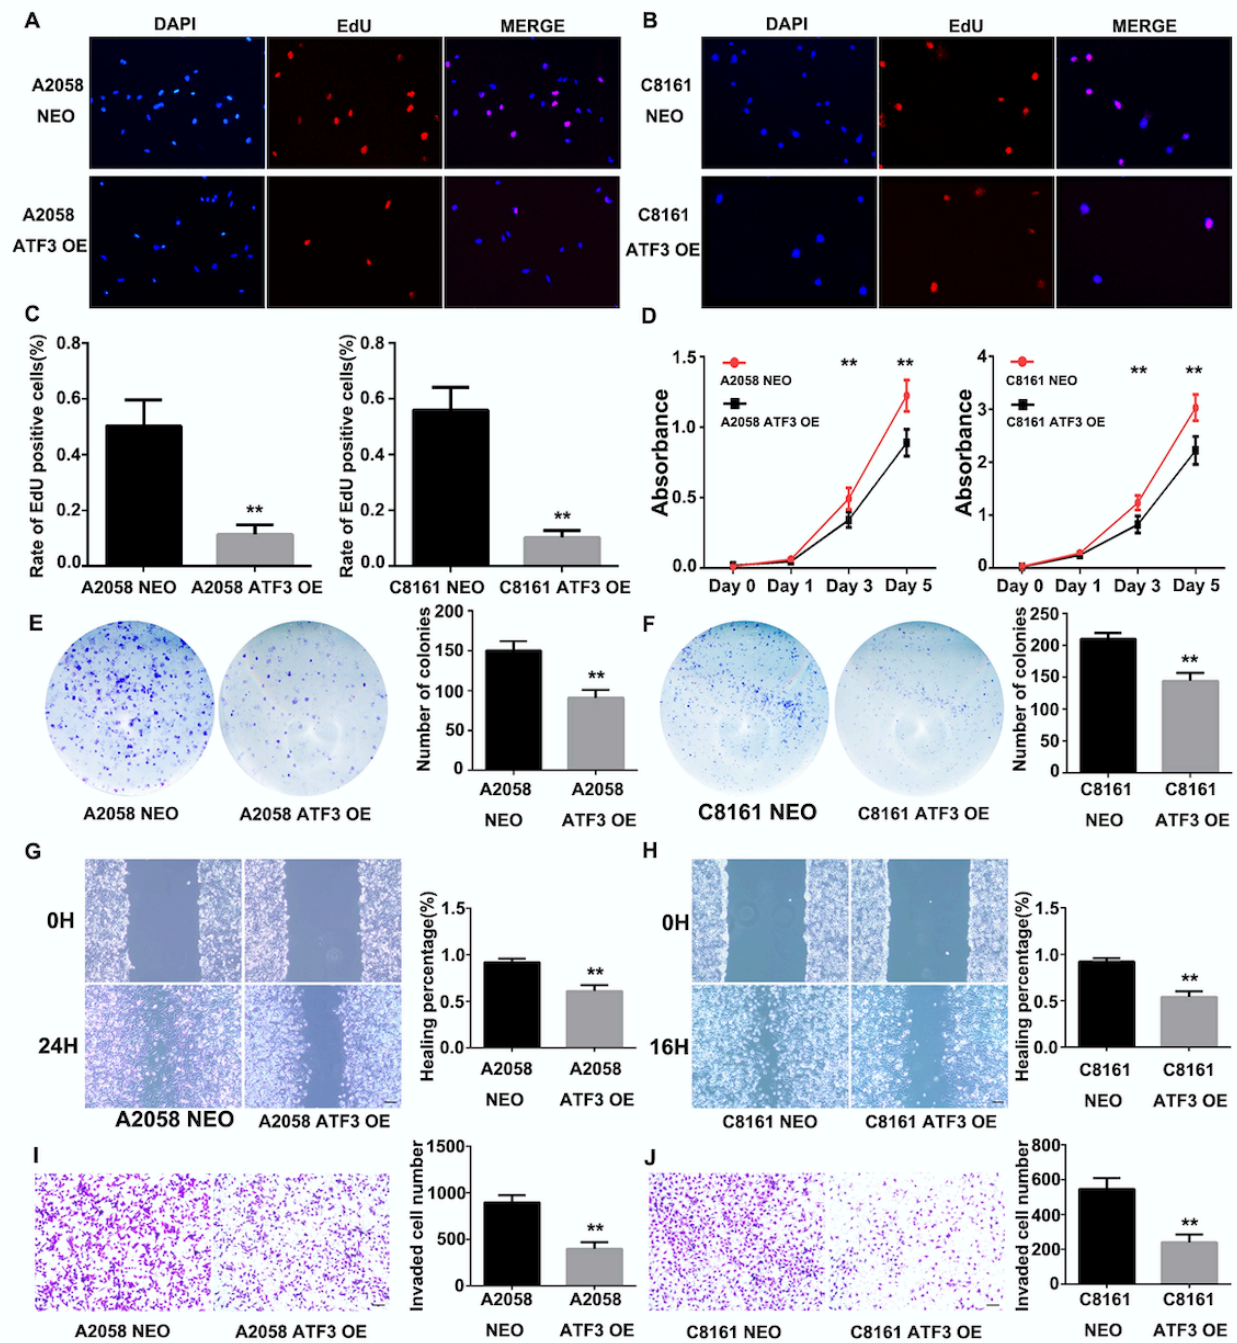 A
DAPI
EdU
MERGE
A2058
NEO
A2058
ATF3 OE
B
DAPI
EdU
MERGE
C8161
NEO
C8161
ATF3 OE
C
Rate of EdU positive cells(%)
0.8
0.6
0.4
0.2
0.0
**
A2058 NEO
A2058 ATF3 OE
Rate of EdU positive cells(%)
0.8
0.6
0.4
0.2
0.0
**
C8161 NEO
C8161 ATF3 OE
D
Absorbance
1.5
1.0
0.5
0.0
A2058 NEO
A2058 ATF3 OE
**
**
Day 0
Day 1
Day 3
Day 5
Absorbance
4
3
2
1
0
C8161 NEO
C8161 ATF3 OE
**
**
Day 0
Day 1
Day 3
Day 5
E
A2058 NEO
A2058 ATF3 OE
Number of colonies
200
150
100
50
0
**
A2058
NEO
A2058
ATF3 OE
F
C8161 NEO
C8161 ATF3 OE
Number of colonies
250
200
150
100
50
0
**
C8161
NEO
C8161
ATF3 OE
G
0H
24H
A2058 NEO
A2058 ATF3 OE
Healing percentage(%)
1.5
1.0
0.5
0.0
**
A2058
NEO
A2058
ATF3 OE
H
0H
16H
C8161 NEO
C8161 ATF3 OE
Healing percentage(%)
1.5
1.0
0.5
0.0
**
C8161
NEO
C8161
ATF3 OE
I
A2058 NEO
A2058 ATF3 OE
Invaded cell number
1500
1000
500
0
**
A2058
NEO
A2058
ATF3 OE
J
C8161 NEO
C8161 ATF3 OE
Invaded cell number
800
600
400
200
0
**
C8161
NEO
C8161
ATF3 OE